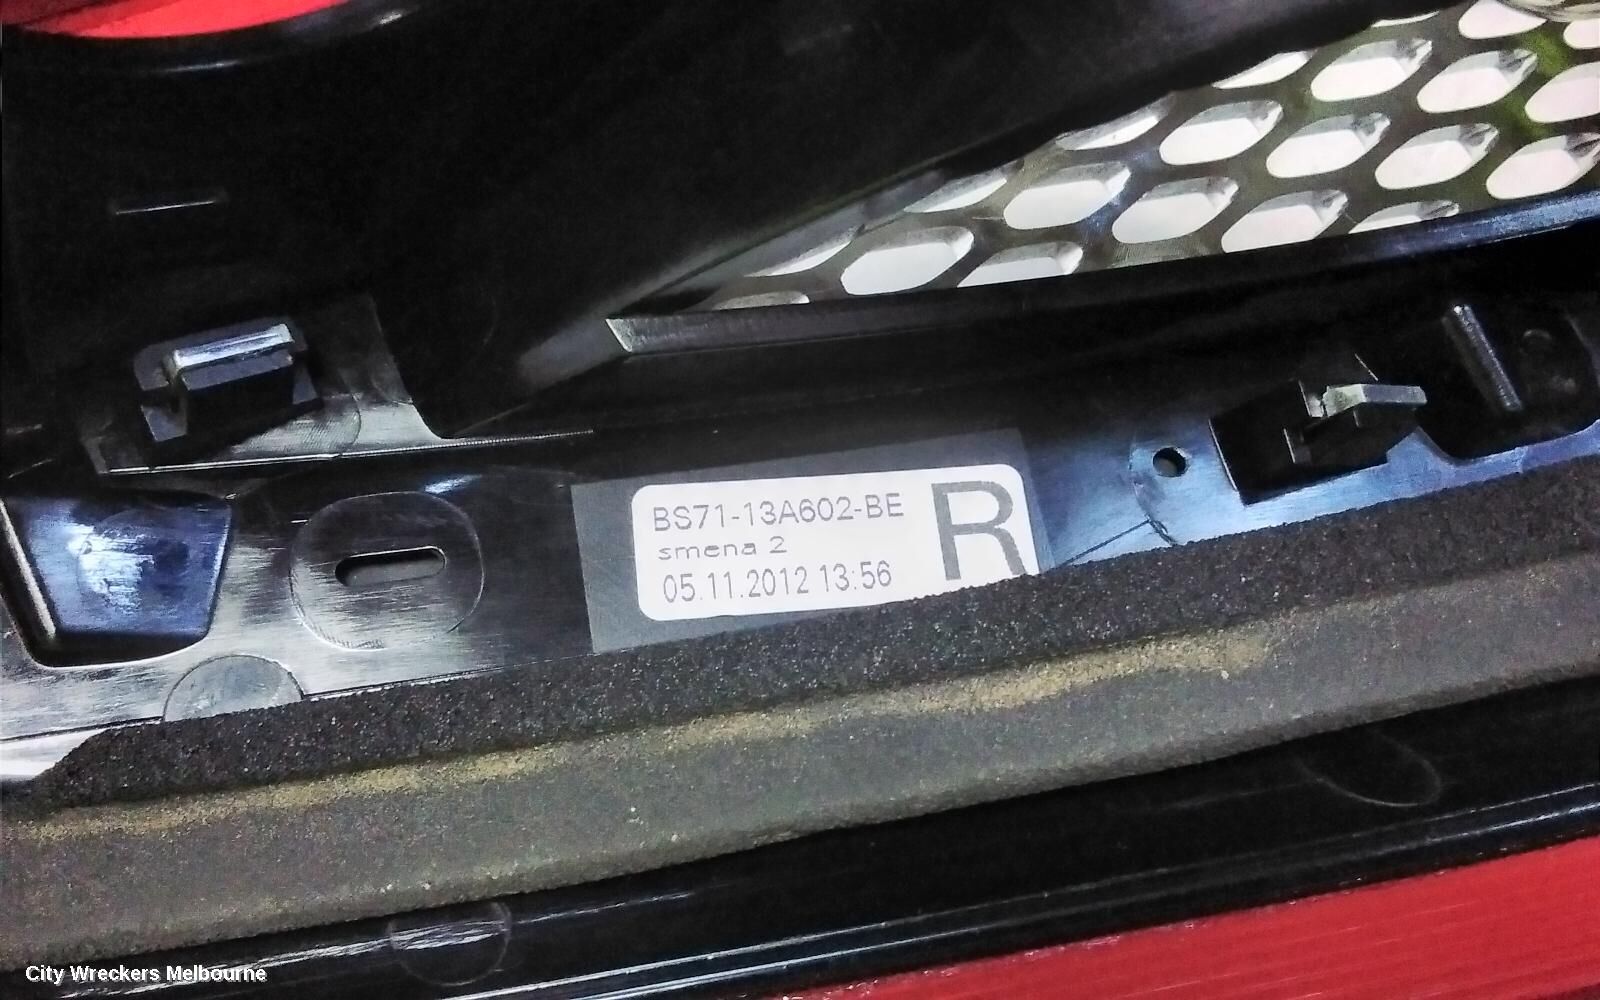 BS71-13A602-BE
R
smena 2
05.11.2012 13:56
City Wreckers Melbourne